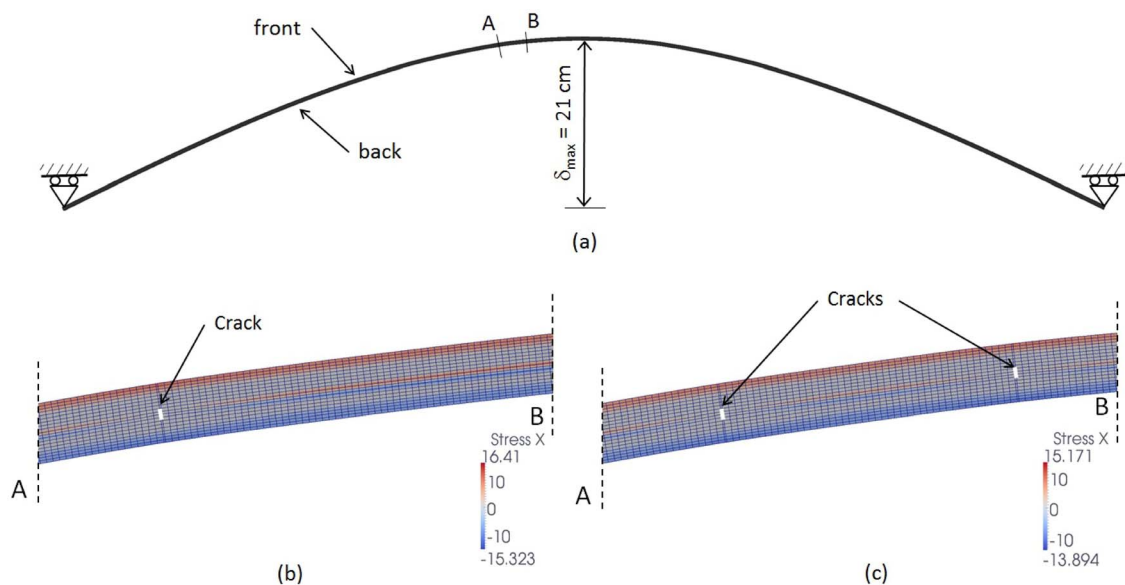 A
B
front
back
δmax = 21 cm
(a)
Crack
A
B
Stress X
16.41
10
0
-10
-15.323
(b)
Cracks
A
B
Stress X
15.171
10
0
-10
-13.894
(c)